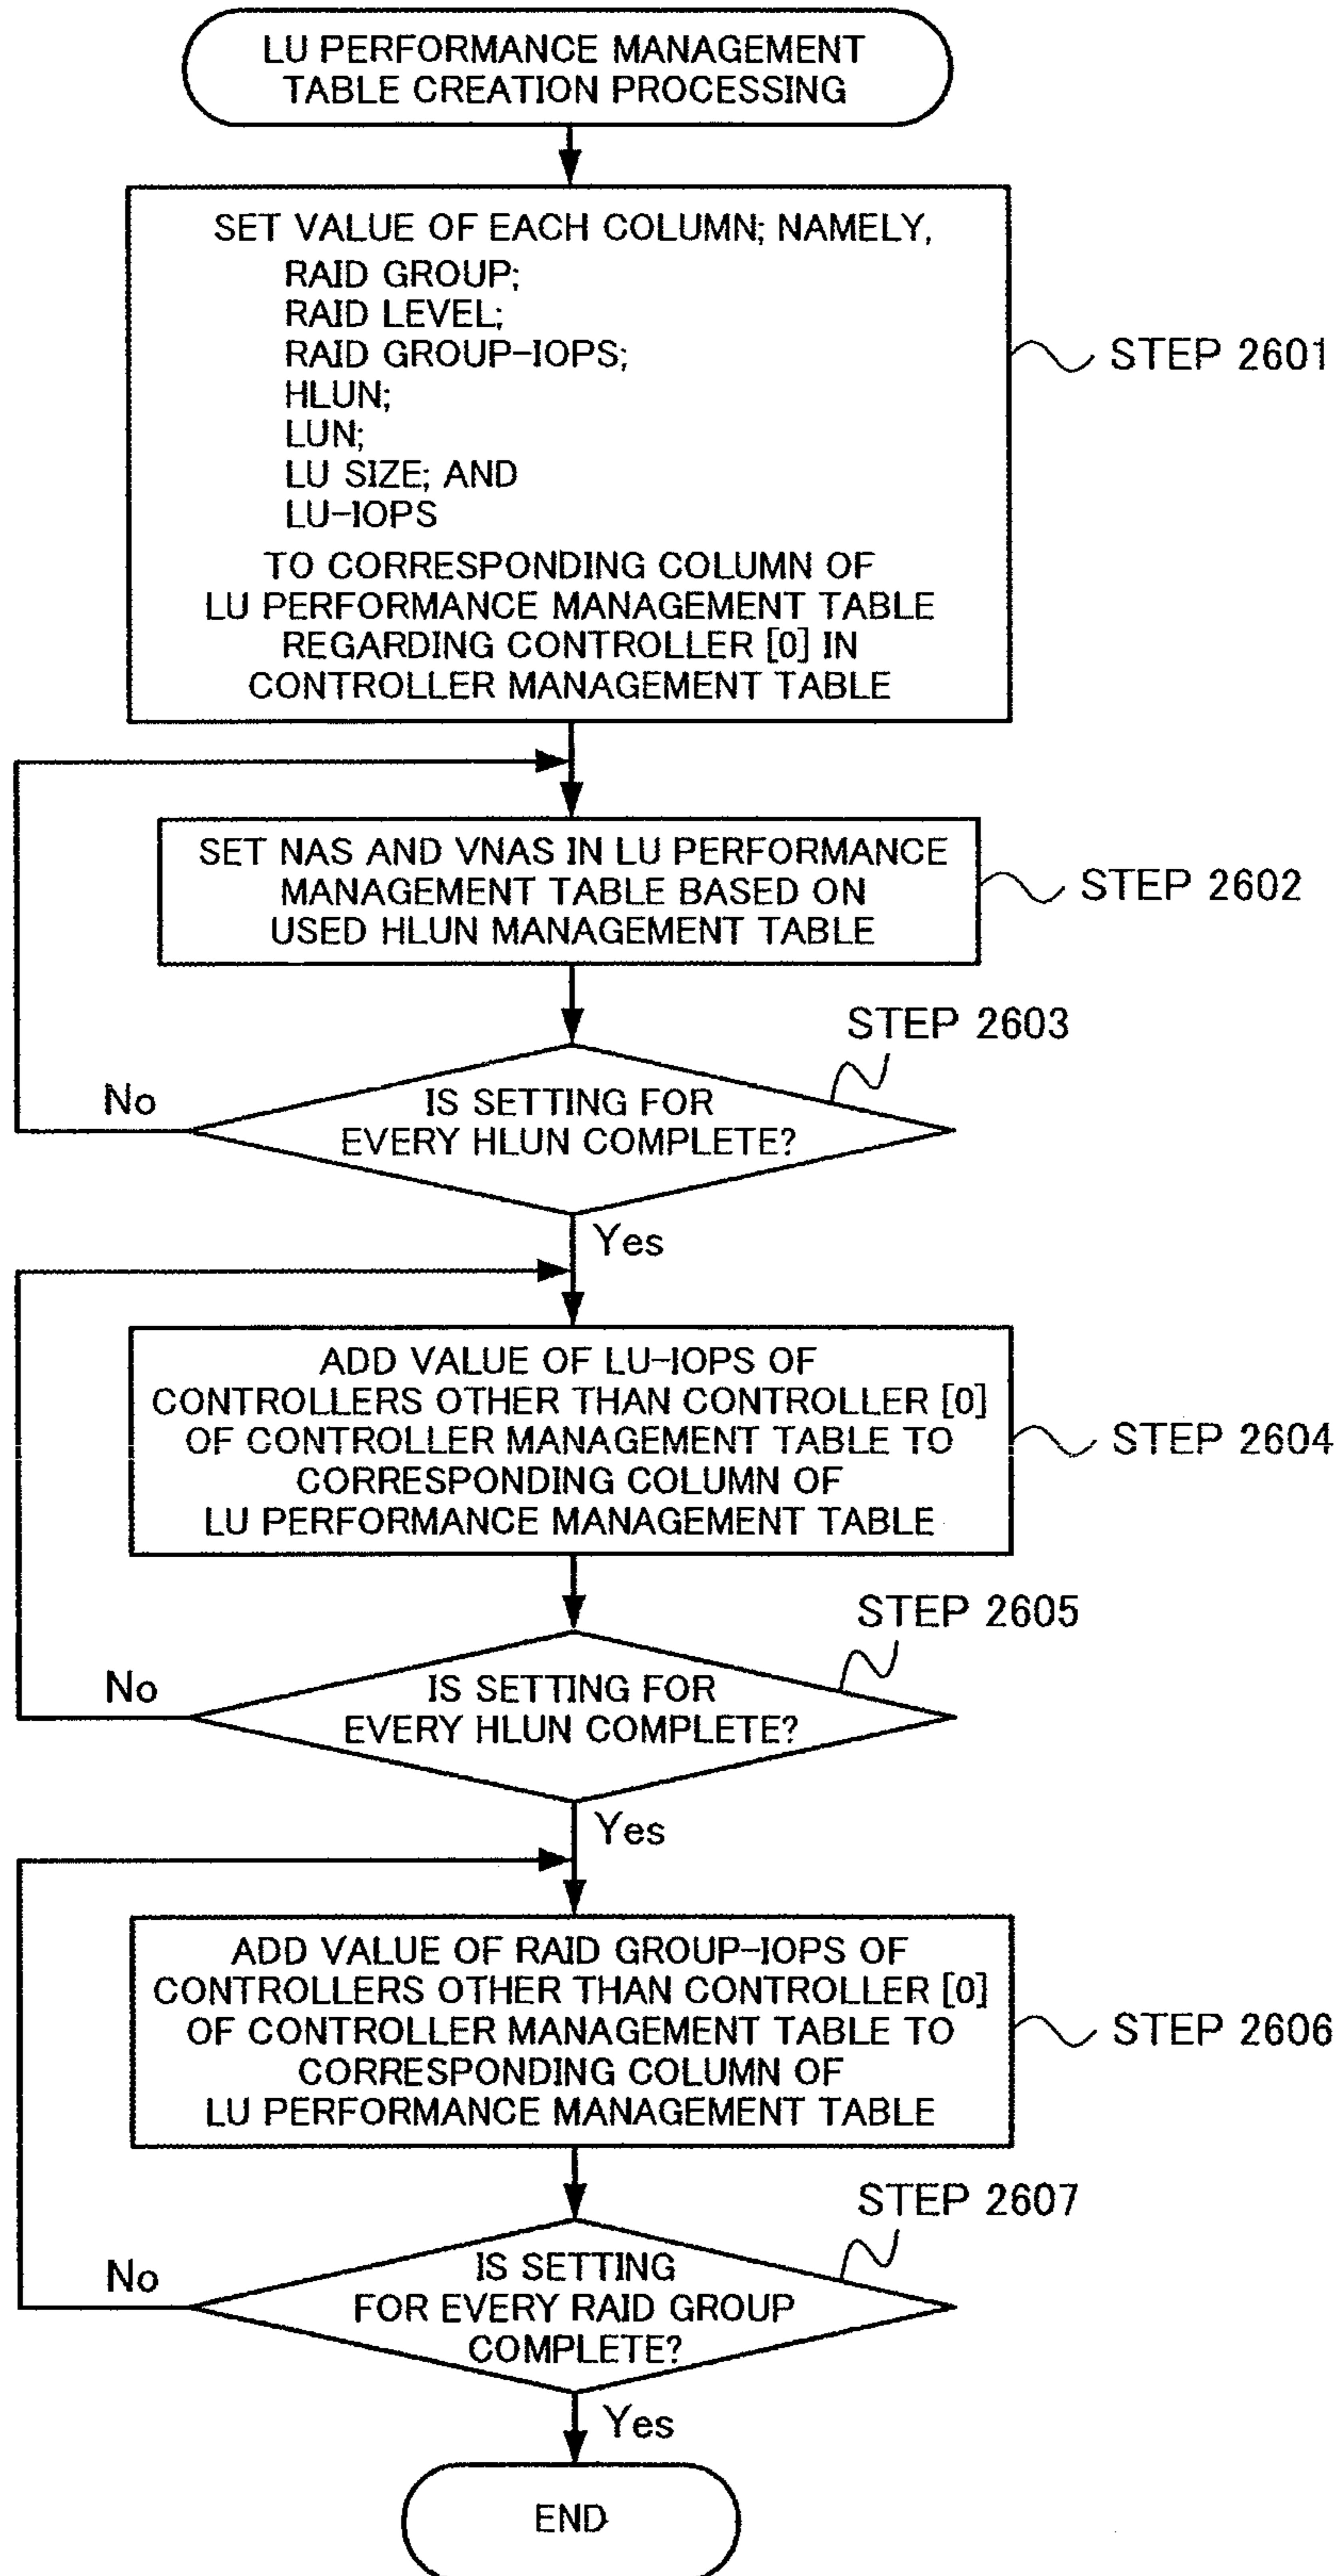 LU PERFORMANCE MANAGEMENT
TABLE CREATION PROCESSING
SET VALUE OF EACH COLUMN; NAMELY,
RAID GROUP;
RAID LEVEL;
RAID GROUP-IOPS;
HLUN;
LUN;
LU SIZE; AND
LU-IOPS
TO CORRESPONDING COLUMN OF
LU PERFORMANCE MANAGEMENT TABLE
REGARDING CONTROLLER [0] IN
CONTROLLER MANAGEMENT TABLE
STEP 2601
SET NAS AND VNAS IN LU PERFORMANCE
MANAGEMENT TABLE BASED ON
USED HLUN MANAGEMENT TABLE
STEP 2602
STEP 2603
IS SETTING FOR
EVERY HLUN COMPLETE?
No
Yes
ADD VALUE OF LU-IOPS OF
CONTROLLERS OTHER THAN CONTROLLER [0]
OF CONTROLLER MANAGEMENT TABLE TO
CORRESPONDING COLUMN OF
LU PERFORMANCE MANAGEMENT TABLE
STEP 2604
STEP 2605
IS SETTING FOR
EVERY HLUN COMPLETE?
No
Yes
ADD VALUE OF RAID GROUP-IOPS OF
CONTROLLERS OTHER THAN CONTROLLER [0]
OF CONTROLLER MANAGEMENT TABLE TO
CORRESPONDING COLUMN OF
LU PERFORMANCE MANAGEMENT TABLE
STEP 2606
STEP 2607
IS SETTING
FOR EVERY RAID GROUP
COMPLETE?
No
Yes
END